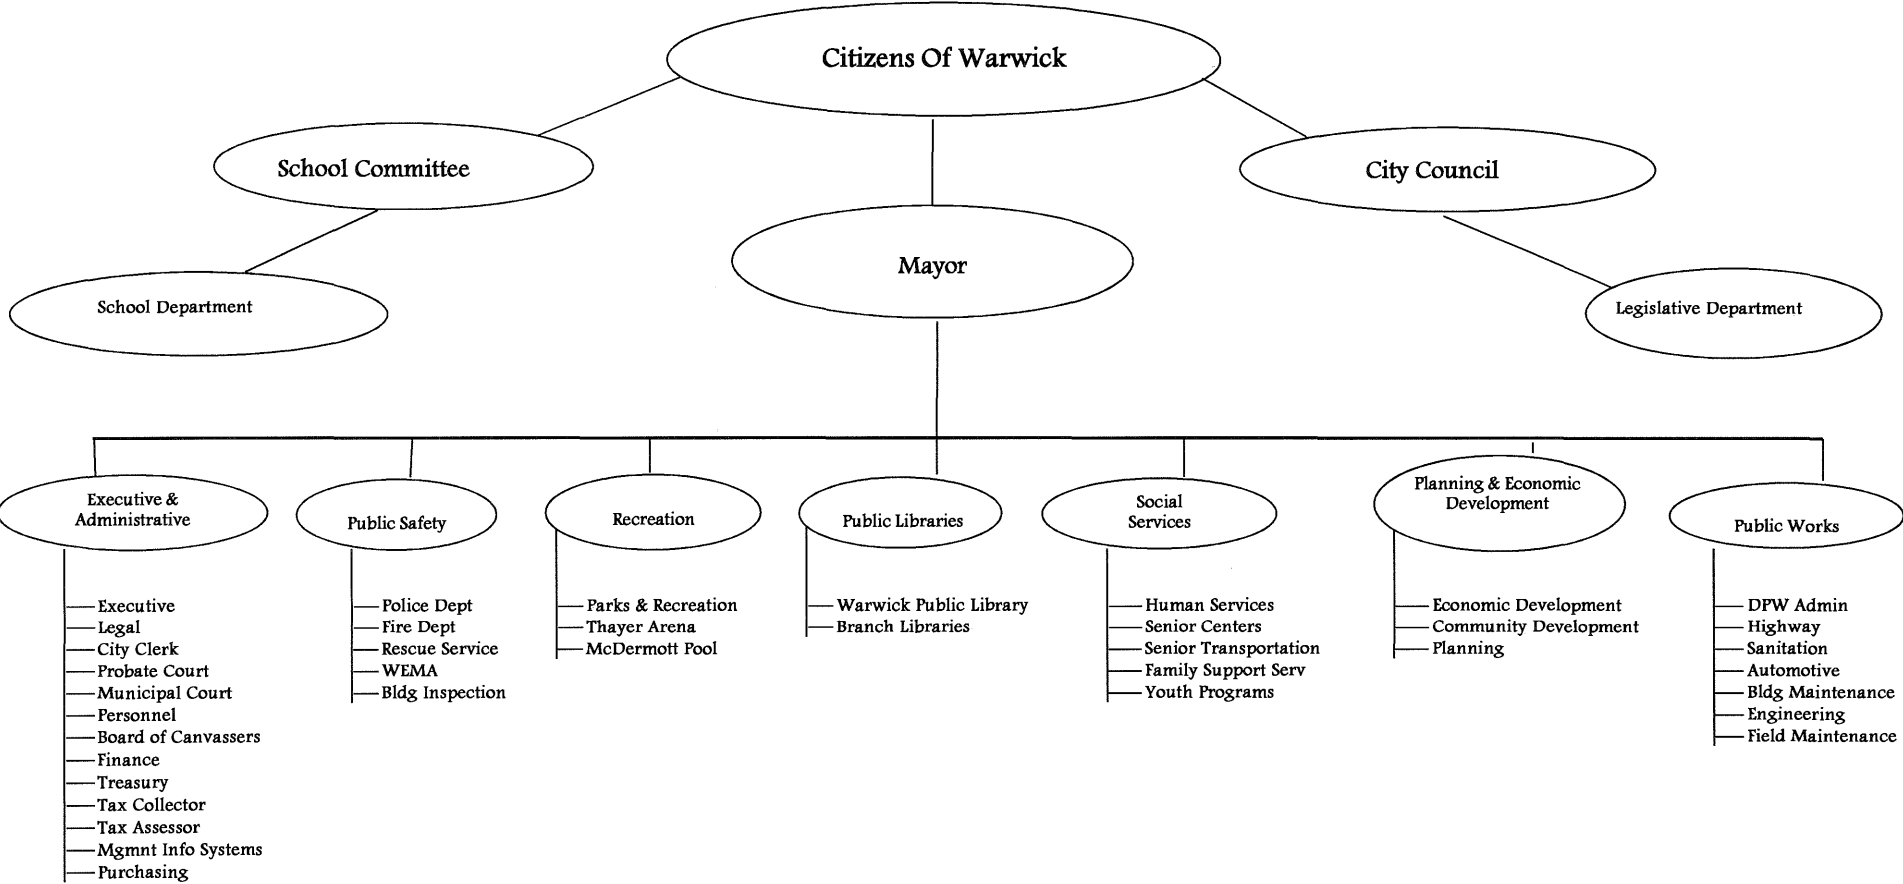 Citizens Of Warwick
School Committee
City Council
Mayor
School Department
Legislative Department
Executive &
Administrative
Public Safety
Recreation
Public Libraries
Social
Services
Planning & Economic
Development
Public Works
Executive
Legal
City Clerk
Probate Court
Municipal Court
Personnel
Board of Canvassers
Finance
Treasury
Tax Collector
Tax Assessor
Mgmnt Info Systems
Purchasing
Police Dept
Fire Dept
Rescue Service
WEMA
Bldg Inspection
Parks & Recreation
Thayer Arena
McDermott Pool
Warwick Public Library
Branch Libraries
Human Services
Senior Centers
Senior Transportation
Family Support Serv
Youth Programs
Economic Development
Community Development
Planning
DPW Admin
Highway
Sanitation
Automotive
Bldg Maintenance
Engineering
Field Maintenance